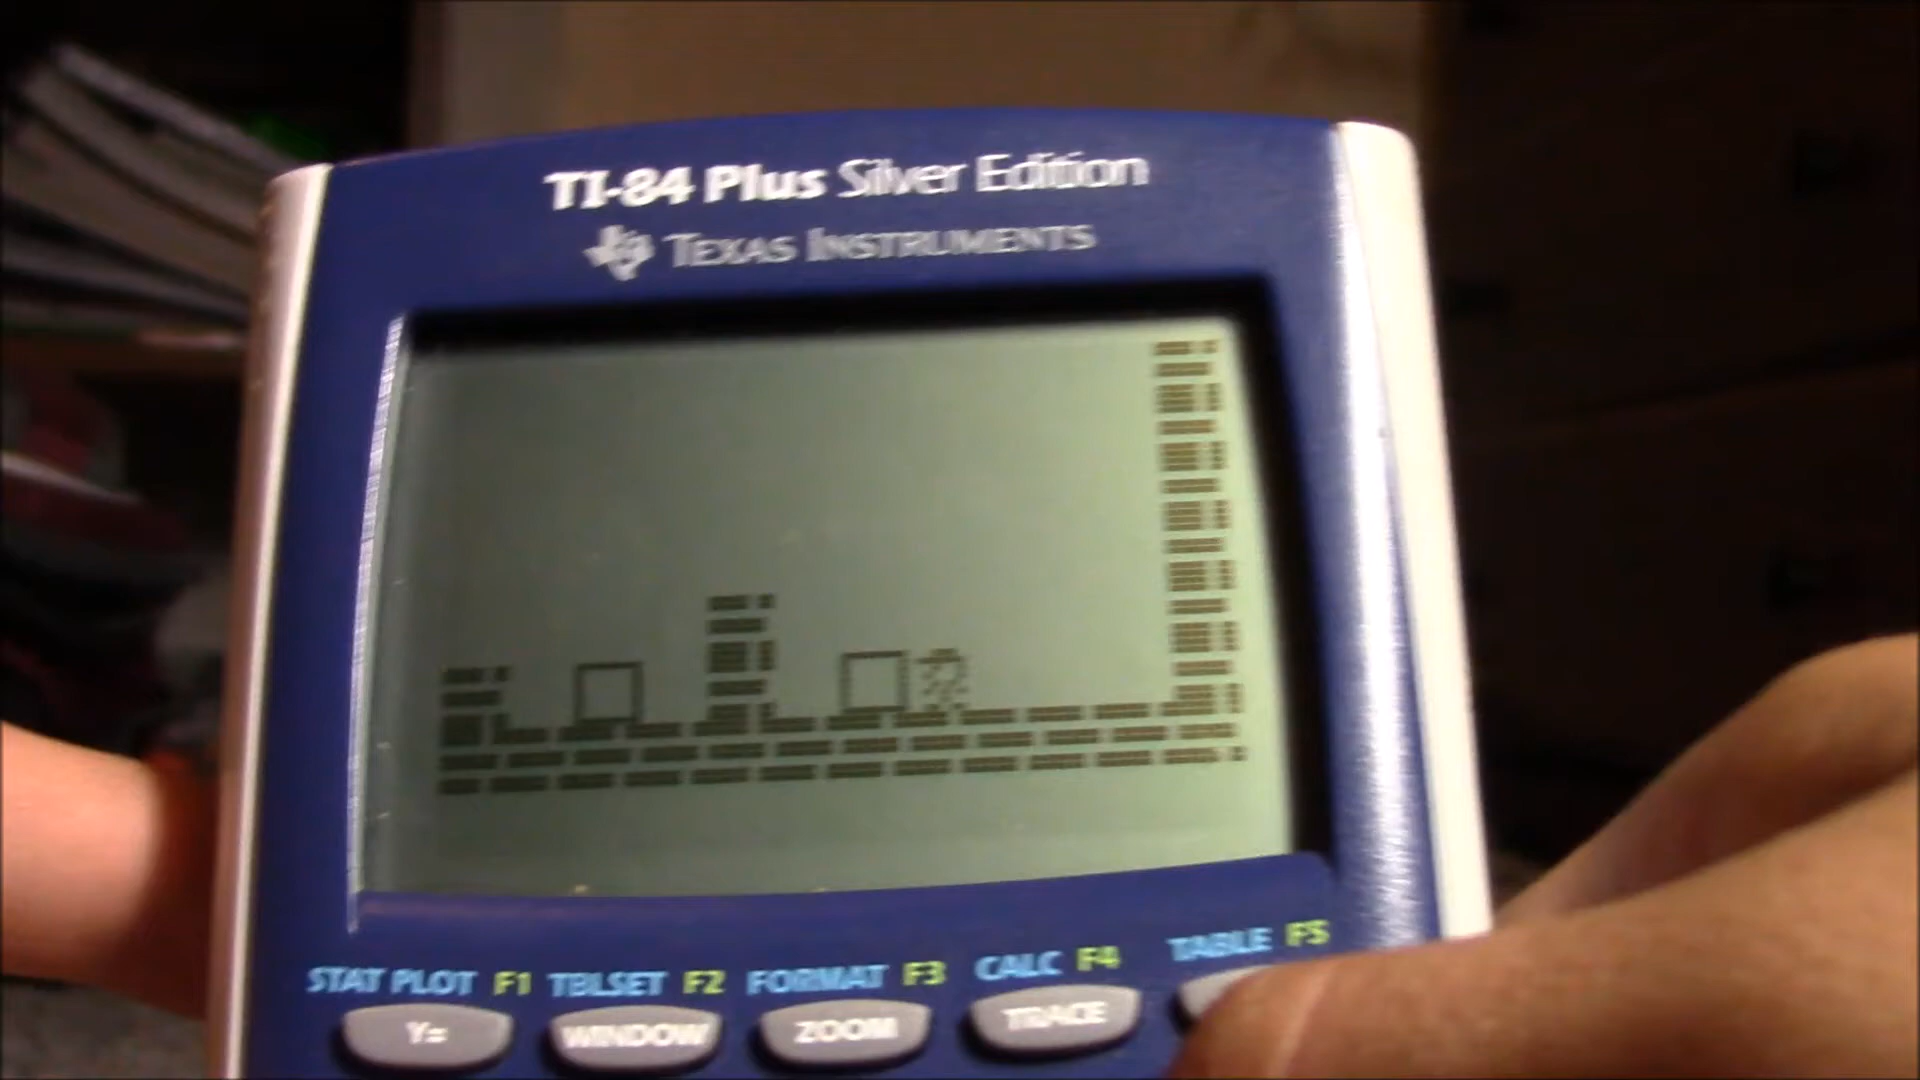 TI-84 Plus Silver Edition
TEXAS INSTRUMENTS
STAT PLOT F1 TBLSET F2 FORMAT F3 CALC F4 TABLE F5
Y= WINDOW ZOOM TRACE